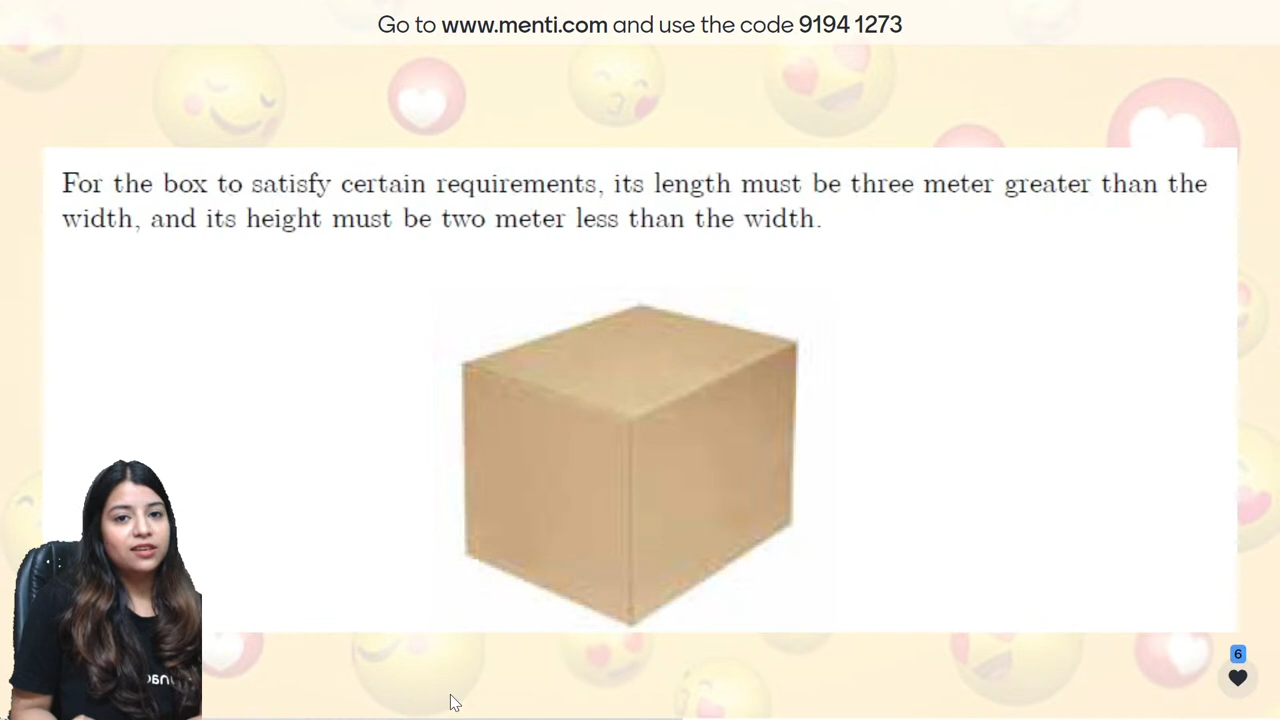 Go to www.menti.com and use the code 9194 1273
For the box to satisfy certain requirements, its length must be three meter greater than the
width, and its height must be two meter less than the width.
6